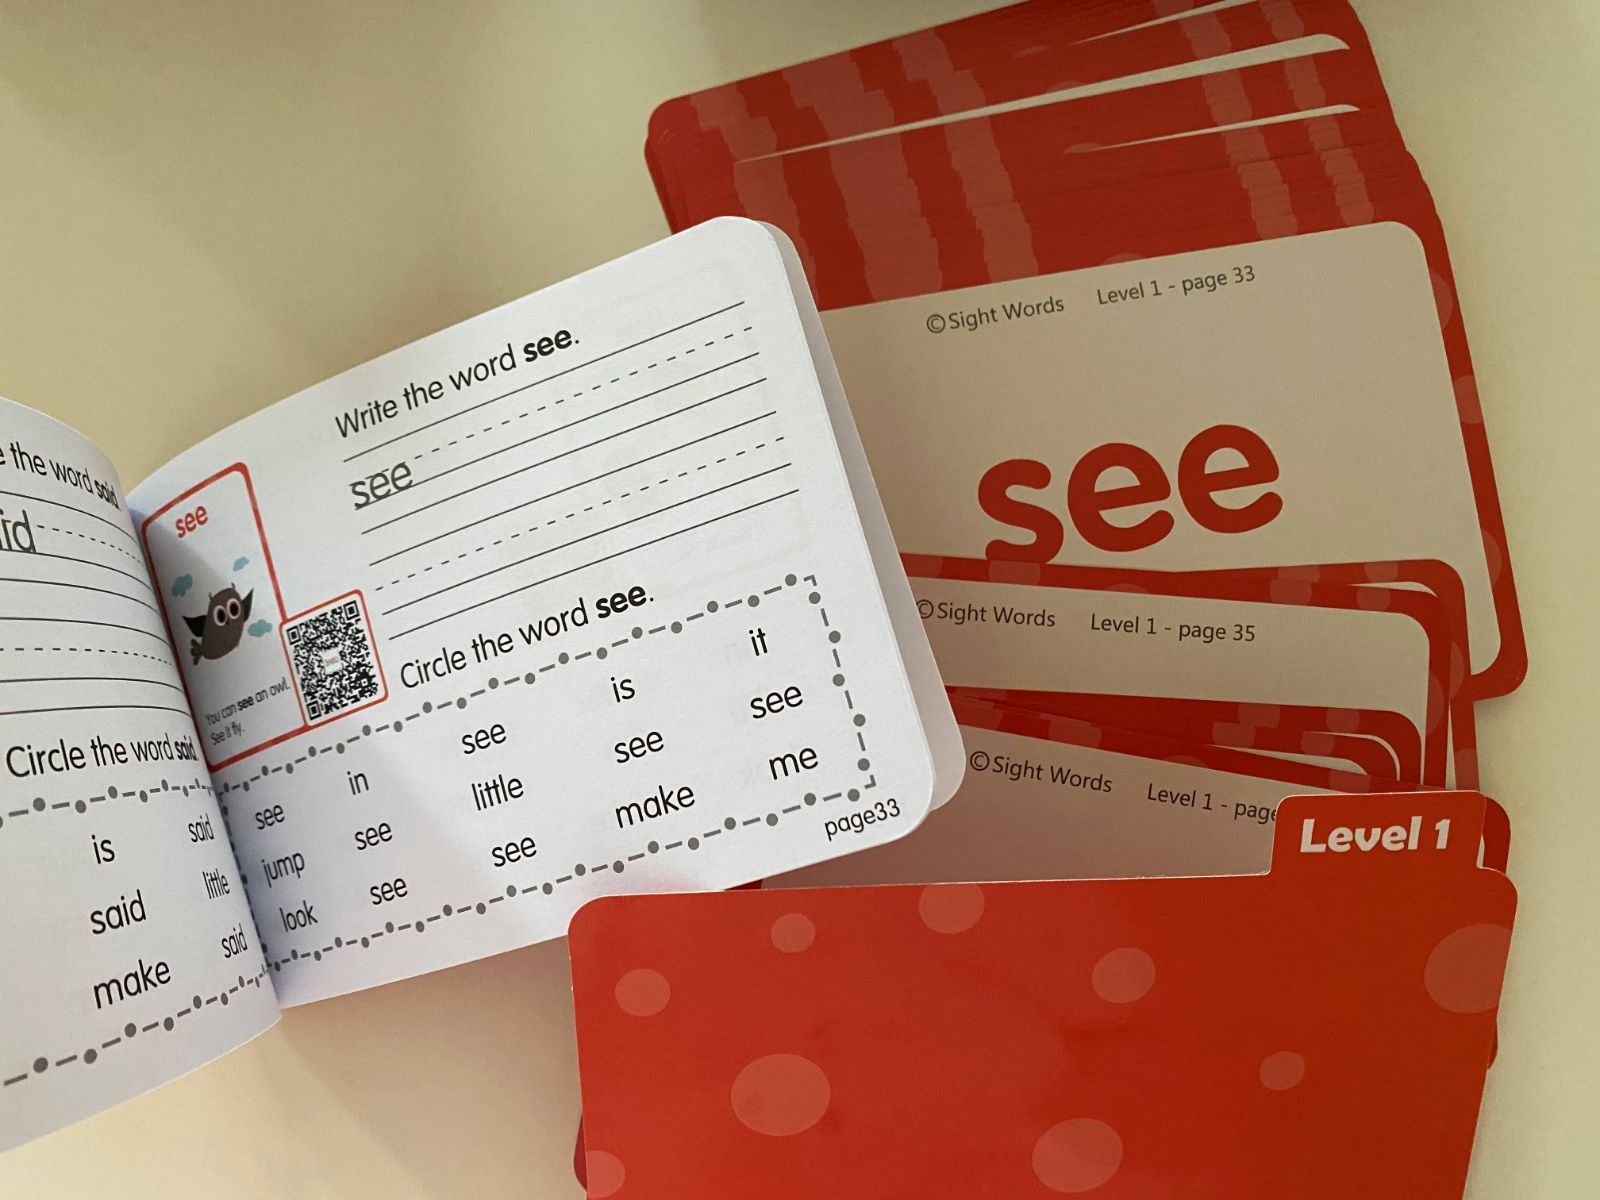 the word said
Circle the word said
is said
said little
make said
see
You can see an owl.
See it fly.
Write the word see.
see
Circle the word see.
see in see is it
jump see little see see
look see see make me
page33
©Sight Words Level 1 - page 33
see
©Sight Words Level 1 - page 35
©Sight Words Level 1 - page
Level 1